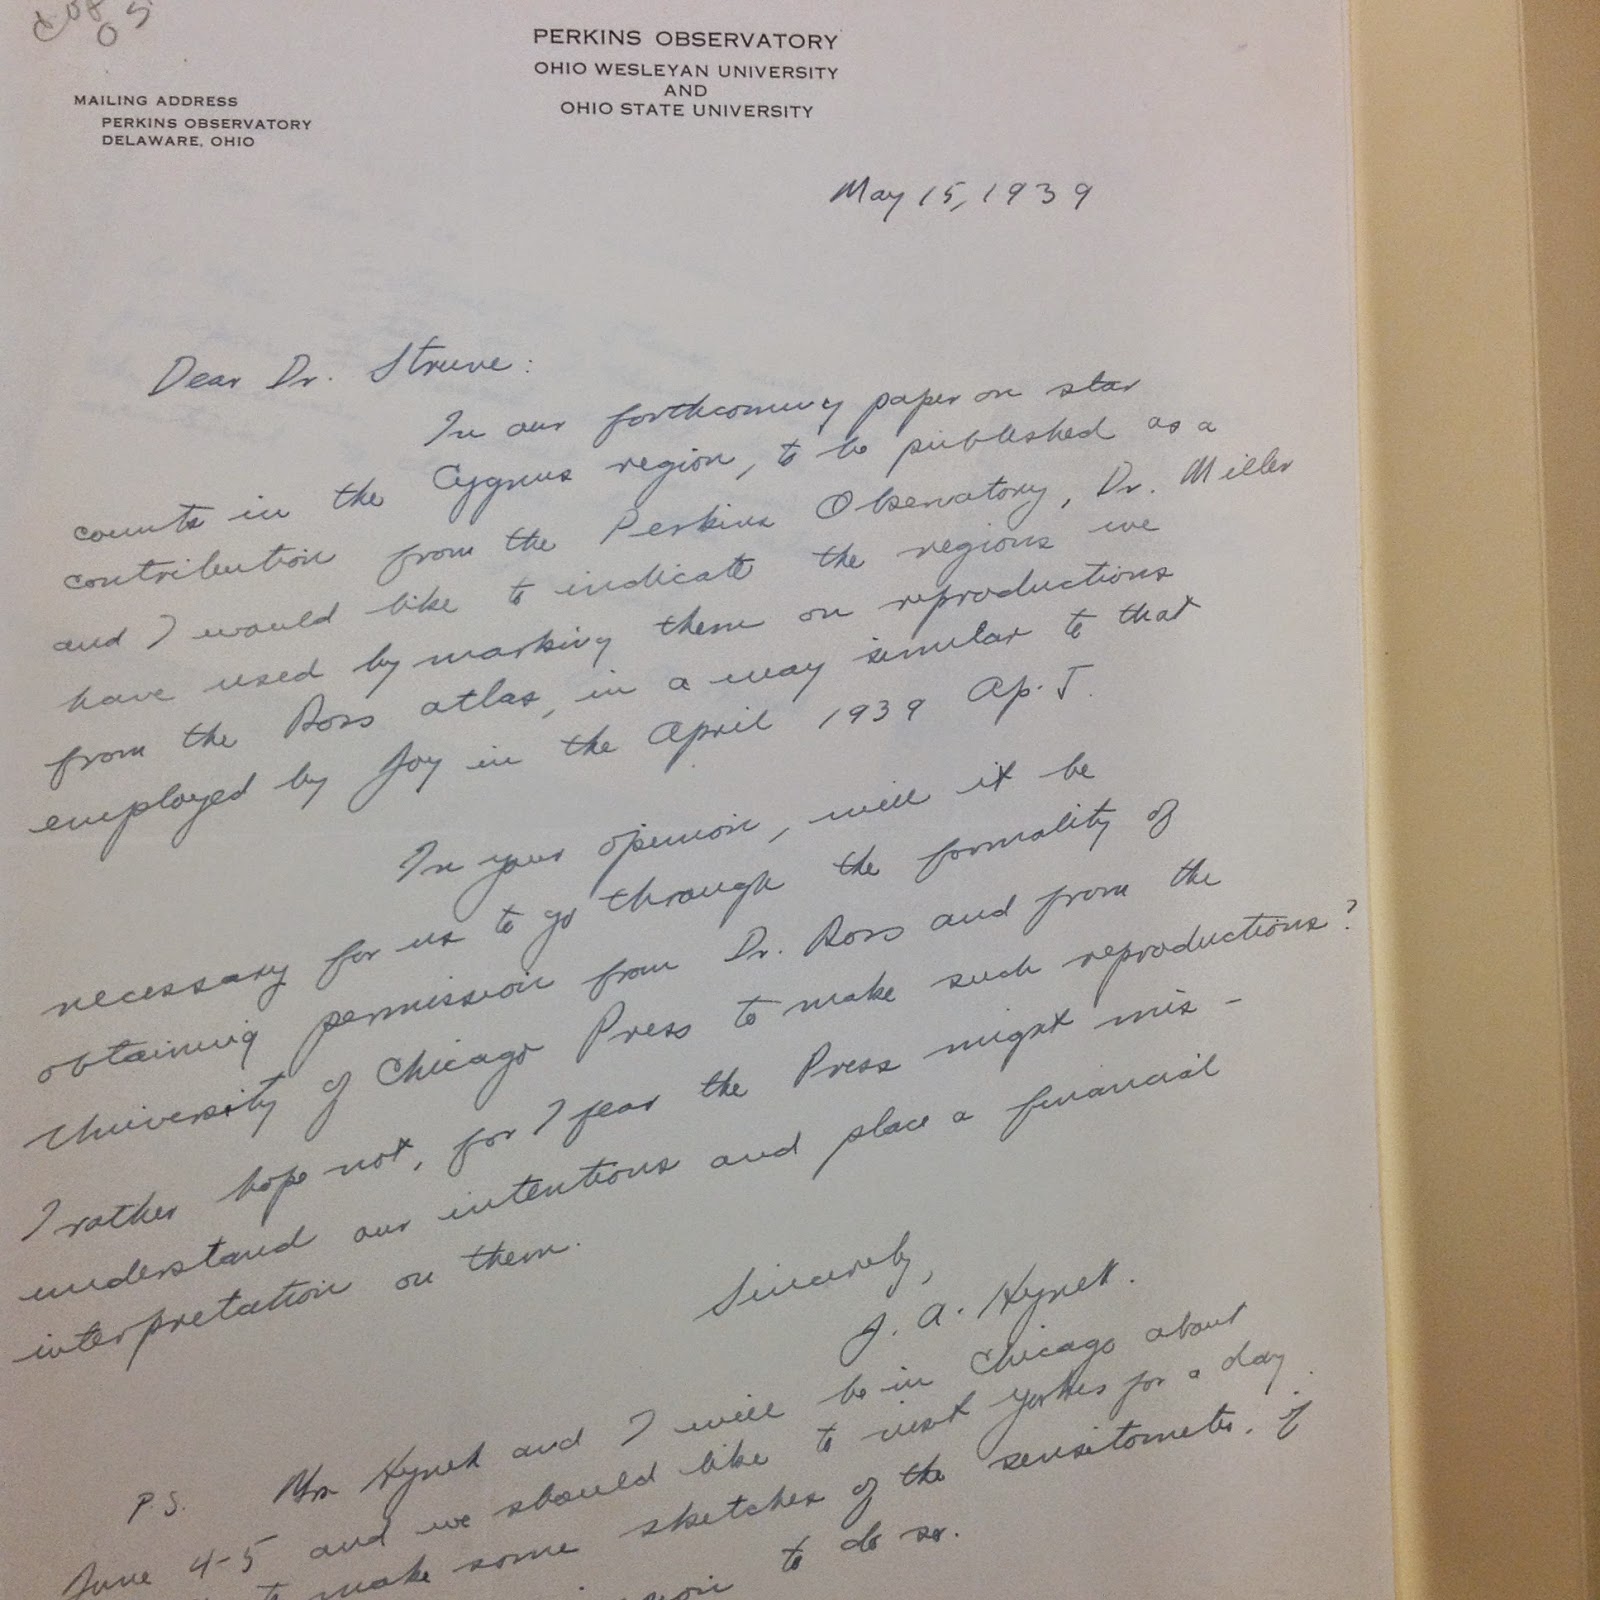 PERKINS OBSERVATORY
OHIO WESLEYAN UNIVERSITY
AND
OHIO STATE UNIVERSITY
MAILING ADDRESS
PERKINS OBSERVATORY
DELAWARE, OHIO
May 15, 1939
Dear Dr. Struve:
In our forthcoming paper on star
counts in the Cygnus region, to be published as a
contribution from the Perkins Observatory, Dr. Miller
and I would like to indicate the regions we
have used by marking them on reproductions
from the Ross atlas, in a way similar to that
employed by Joy in the April 1939 Ap. J.
In your opinion, will it be
necessary for us to go through the formality of
obtaining permission from Dr. Ross and from the
University of Chicago Press to make such reproductions?
I rather hope not, for I fear the Press might mis-
understand our intentions and place a financial
interpretation on them.
Sincerely,
J. A. Hynek.
P.S. Mrs Hynek and I will be in Chicago about
June 4-5 and we should like to visit Yerkes for a day
to make some sketches of the sensitometer, if
to do so.